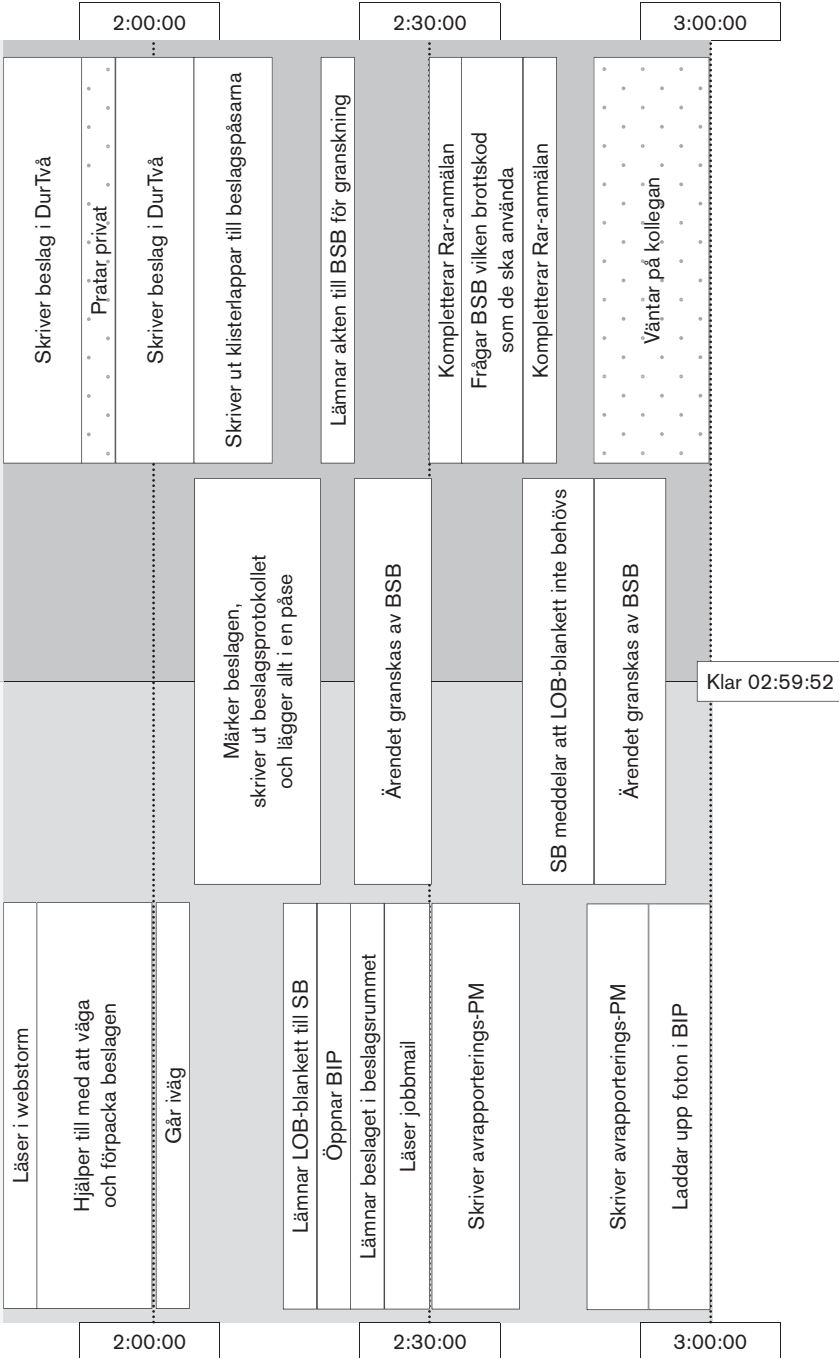 2:00:00
2:30:00
3:00:00
Skriver beslag i DurTvå
Pratar privat
Skriver beslag i DurTvå
Skriver ut klisterlappar till beslagspåsarna
Lämnar akten till BSB för granskning
Kompletterar Rar-anmälan
Frågar BSB vilken brottskod
som de ska använda
Kompletterar Rar-anmälan
Väntar på kollegan
Märker beslagen,
skriver ut beslagsprotokollet
och lägger allt i en påse
Ärendet granskas av BSB
SB meddelar att LOB-blankett inte behövs
Ärendet granskas av BSB
Klar 02:59:52
Läser i webstorm
Hjälper till med att väga
och förpacka beslagen
Går iväg
Lämnar LOB-blankett till SB
Öppnar BIP
Lämnar beslaget i beslagsrummet
Läser jobbmail
Skriver avrapporterings-PM
Skriver avrapporterings-PM
Laddar upp foton i BIP
2:00:00
2:30:00
3:00:00